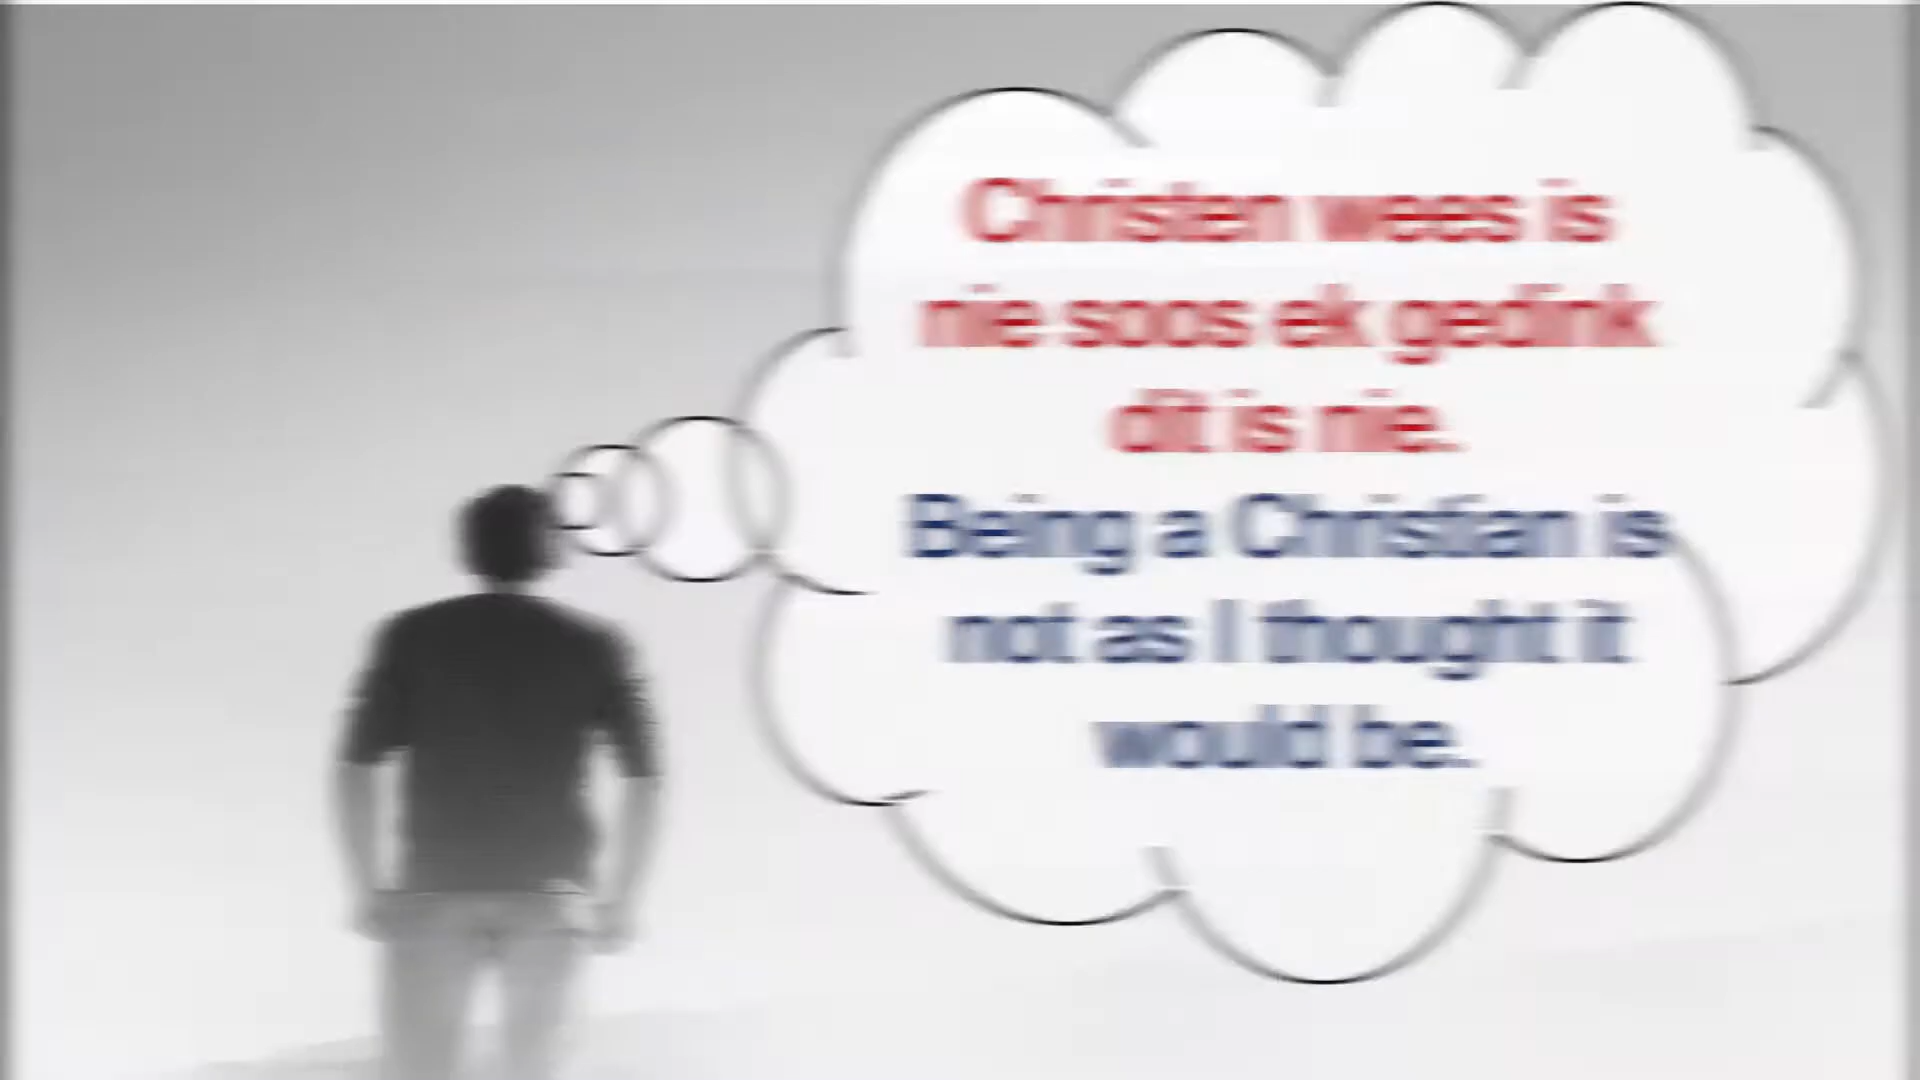 Christen wees is
nie soos ek gedink
dit is nie.
Being a Christian is
not as I thought it
would be.